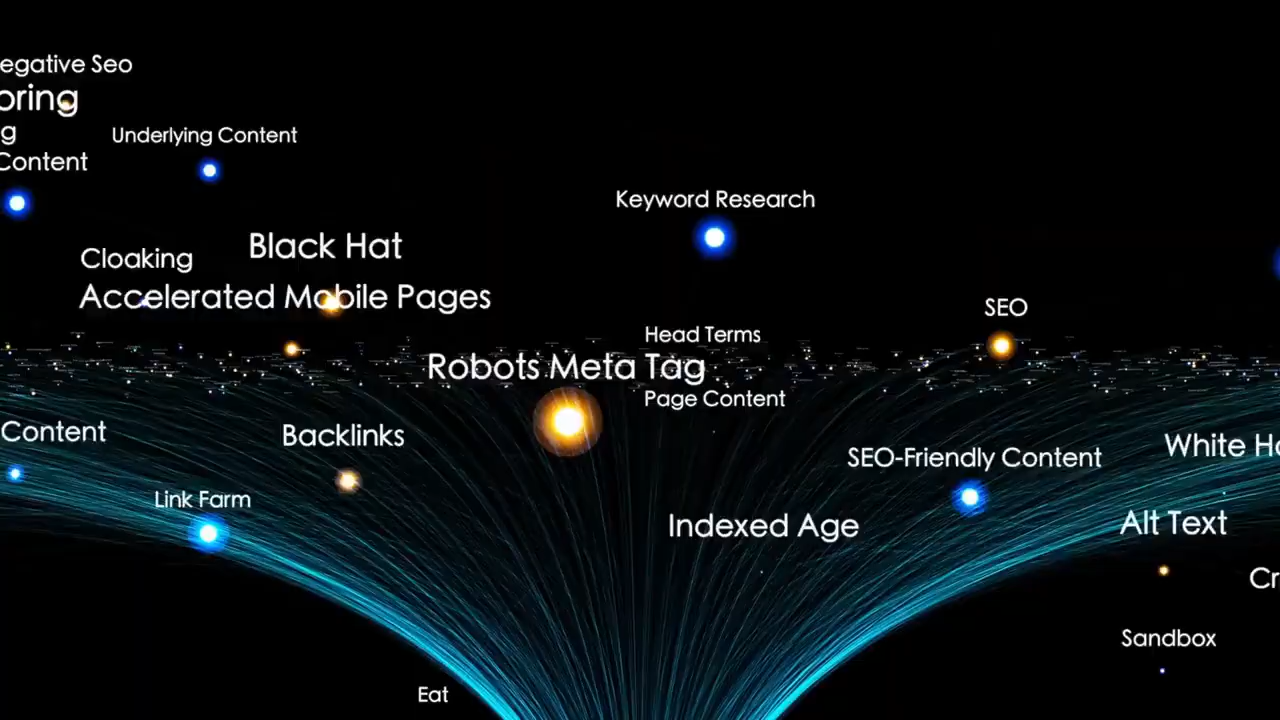 egative Seo
oring
g
Underlying Content
Content
Keyword Research
Black Hat
Cloaking
Accelerated Mobile Pages
SEO
Head Terms
Robots Meta Tag
Page Content
Content
Backlinks
White Ha
SEO-Friendly Content
Link Farm
Alt Text
Indexed Age
Cr
Sandbox
Eat